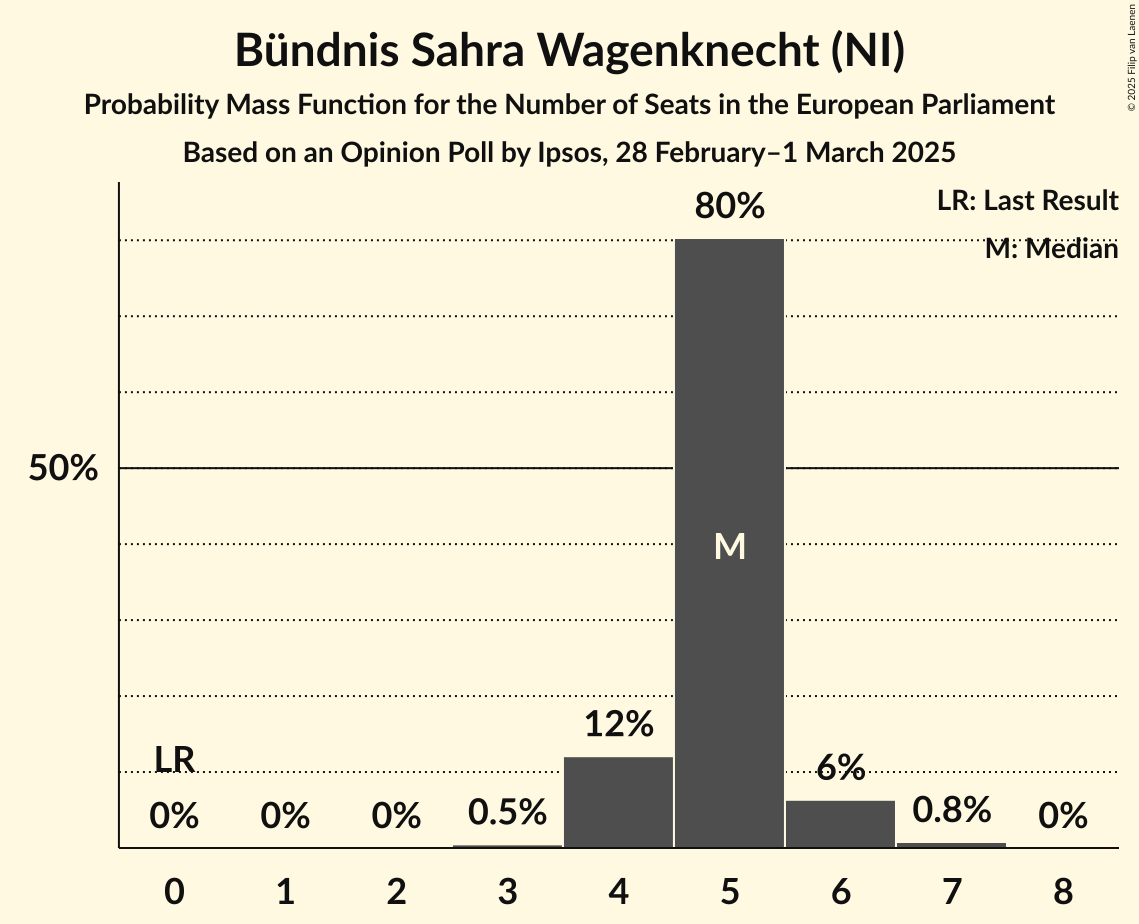 Bündnis Sahra Wagenknecht (NI)
Probability Mass Function for the Number of Seats in the European Parliament
Based on an Opinion Poll by Ipsos, 28 February–1 March 2025
© 2025 Filip van Laenen
LR: Last Result
M: Median
80%
50%
M
12%
LR
6%
0% 0% 0% 0.5% 0.8% 0%
0 1 2 3 4 5 6 7 8